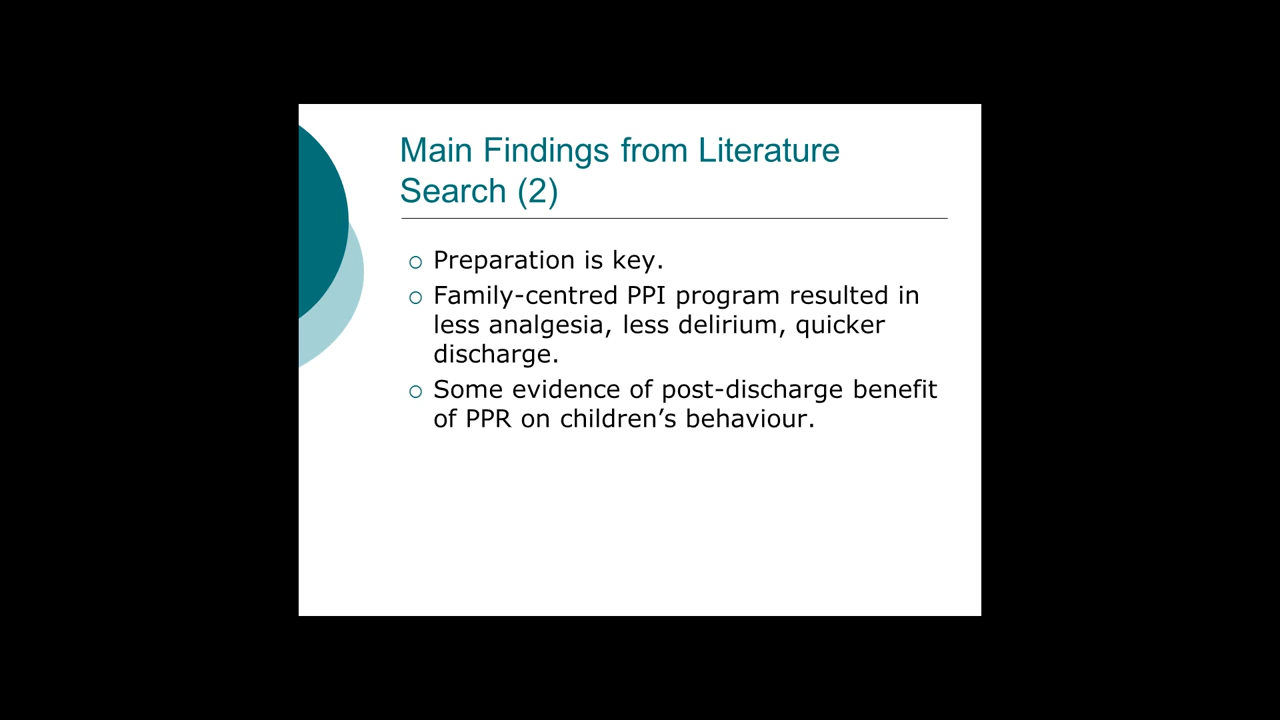 Main Findings from Literature
Search (2)
Preparation is key.
Family-centred PPI program resulted in
less analgesia, less delirium, quicker
discharge.
Some evidence of post-discharge benefit
of PPR on children’s behaviour.